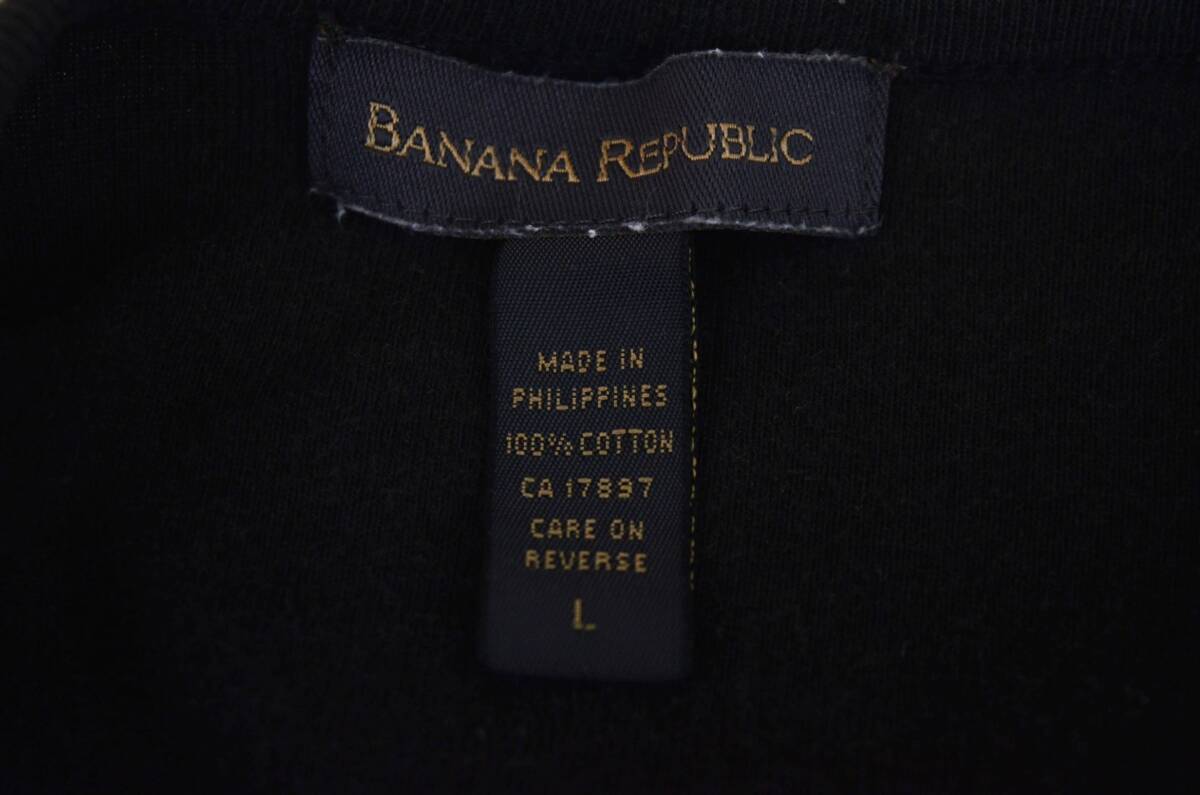 BANANA REPUBLIC
MADE IN
PHILIPPINES
100% COTTON
CA 17897
CARE ON
REVERSE
L